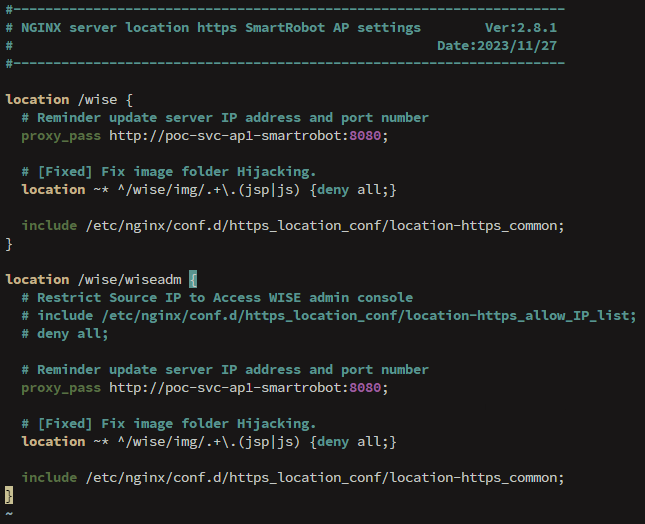 #---------------------------------------------------------------------
# NGINX server location https SmartRobot AP settings        Ver:2.8.1
#                                                     Date:2023/11/27
#---------------------------------------------------------------------
location /wise {
  # Reminder update server IP address and port number
  proxy_pass http://poc-svc-ap1-smartrobot:8080;
  # [Fixed] Fix image folder Hijacking.
  location ~* ^/wise/img/.+\.(jsp|js) {deny all;}
  include /etc/nginx/conf.d/https_location_conf/location-https_common;
}
location /wise/wiseadm {
  # Restrict Source IP to Access WISE admin console
  # include /etc/nginx/conf.d/https_location_conf/location-https_allow_IP_list;
  # deny all;
  # Reminder update server IP address and port number
  proxy_pass http://poc-svc-ap1-smartrobot:8080;
  # [Fixed] Fix image folder Hijacking.
  location ~* ^/wise/img/.+\.(jsp|js) {deny all;}
  include /etc/nginx/conf.d/https_location_conf/location-https_common;
}
~